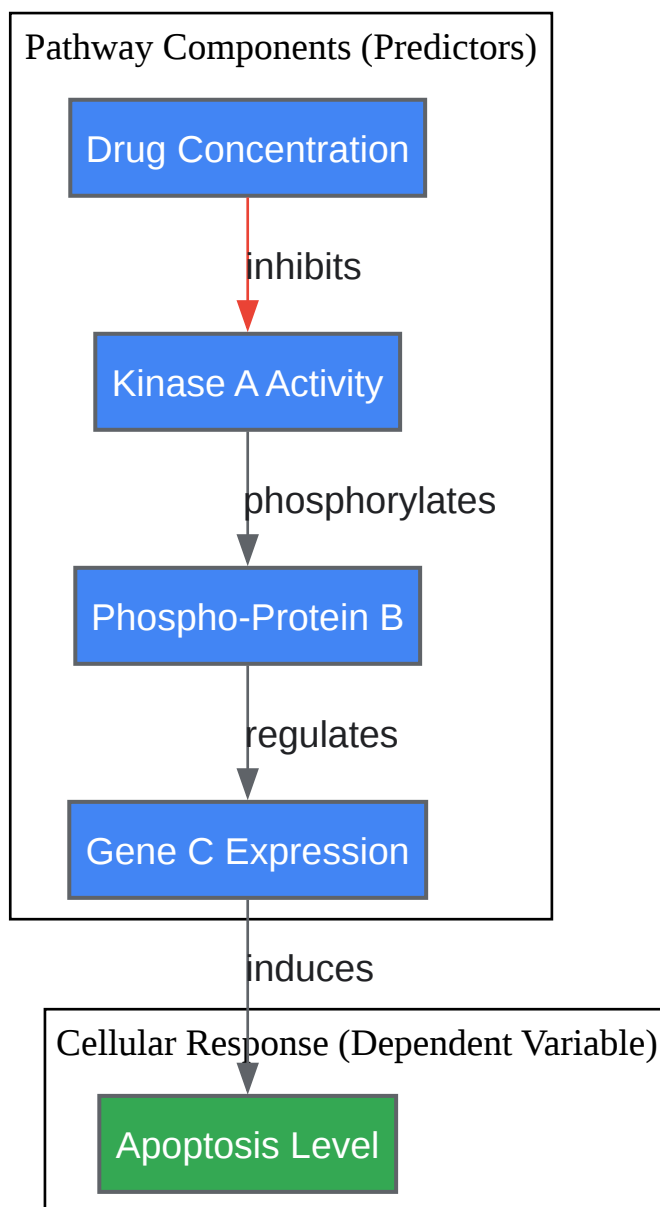 Pathway Components (Predictors)
Drug Concentration
inhibits
Kinase A Activity
phosphorylates
Phospho-Protein B
regulates
Gene C Expression
induces
Cellular Response (Dependent Variable)
Apoptosis Level